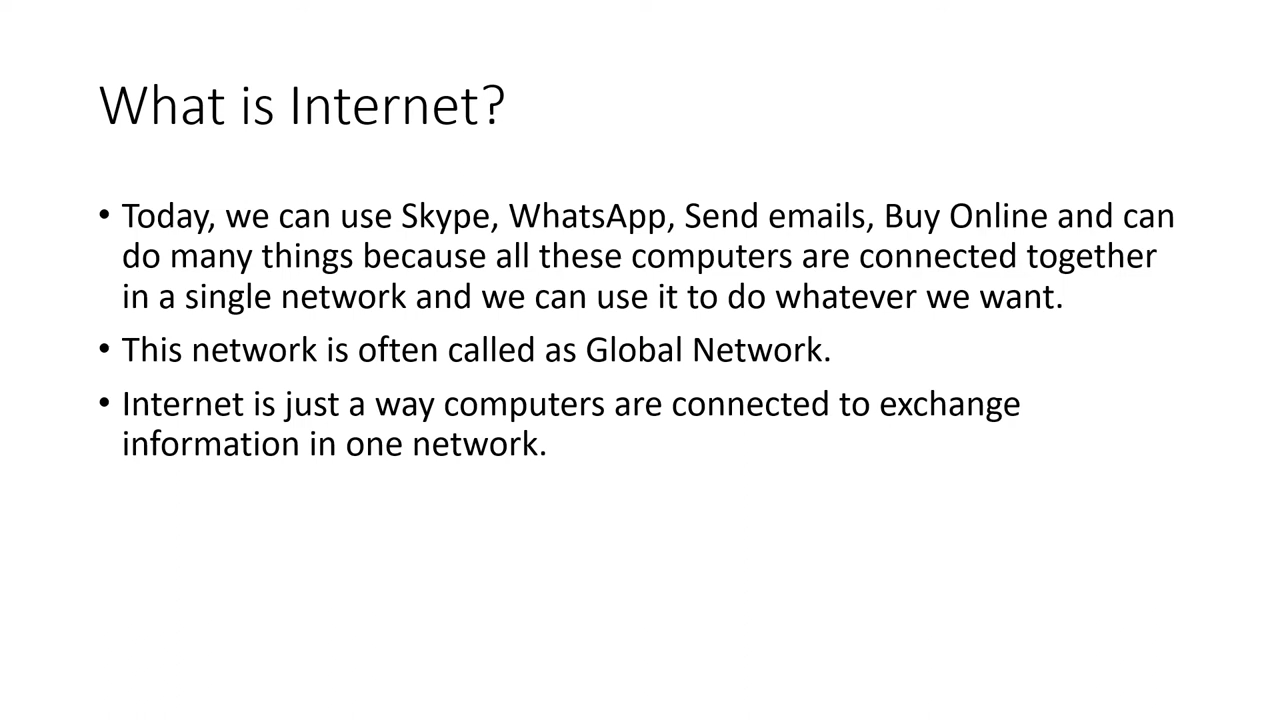 What is Internet?
• Today, we can use Skype, WhatsApp, Send emails, Buy Online and can
do many things because all these computers are connected together
in a single network and we can use it to do whatever we want.
• This network is often called as Global Network.
• Internet is just a way computers are connected to exchange
information in one network.